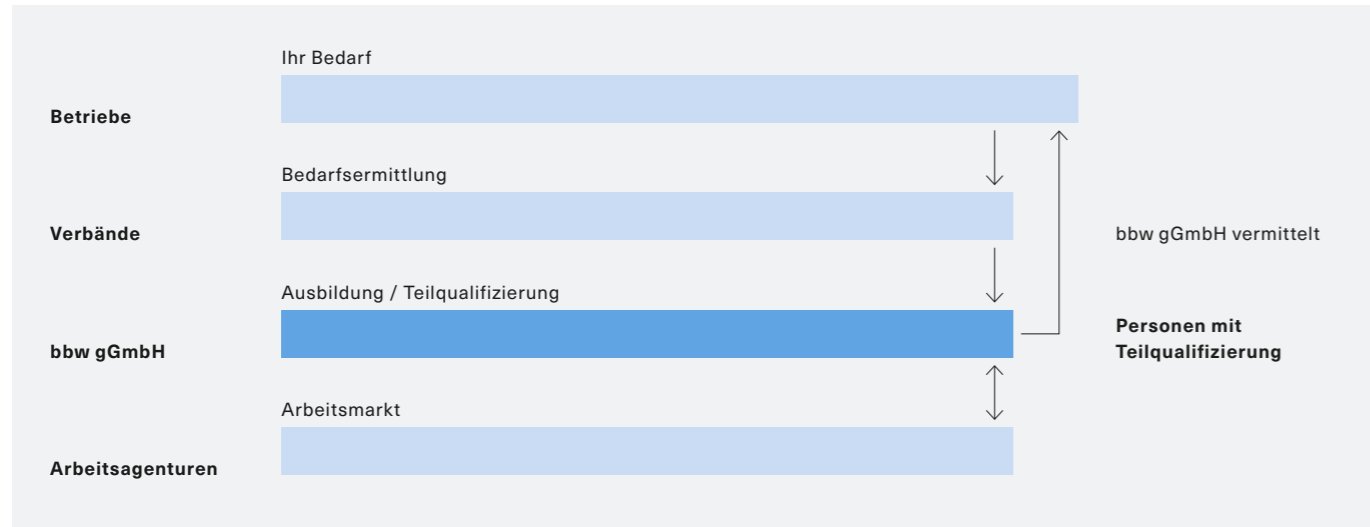 Ihr Bedarf
Betriebe
Bedarfsermittlung
Verbände
bbw gGmbH vermittelt
Ausbildung / Teilqualifizierung
Personen mit
Teilqualifizierung
bbw gGmbH
Arbeitsmarkt
Arbeitsagenturen